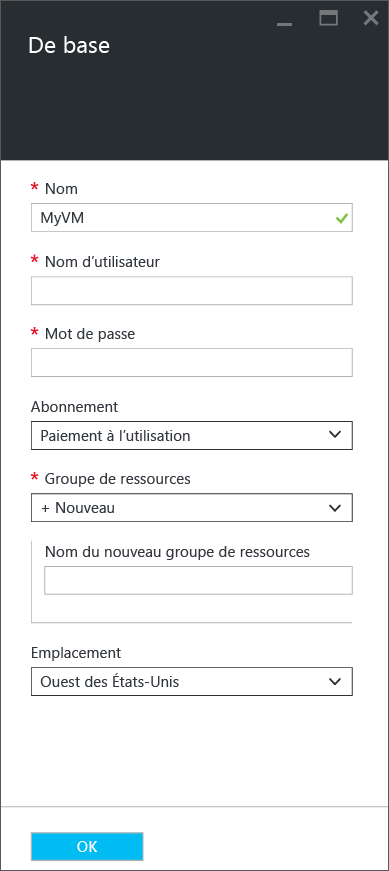 De base
* Nom
MyVM
* Nom d'utilisateur
* Mot de passe
Abonnement
Paiement à l'utilisation
* Groupe de ressources
+ Nouveau
Nom du nouveau groupe de ressources
Emplacement
Ouest des États-Unis
OK